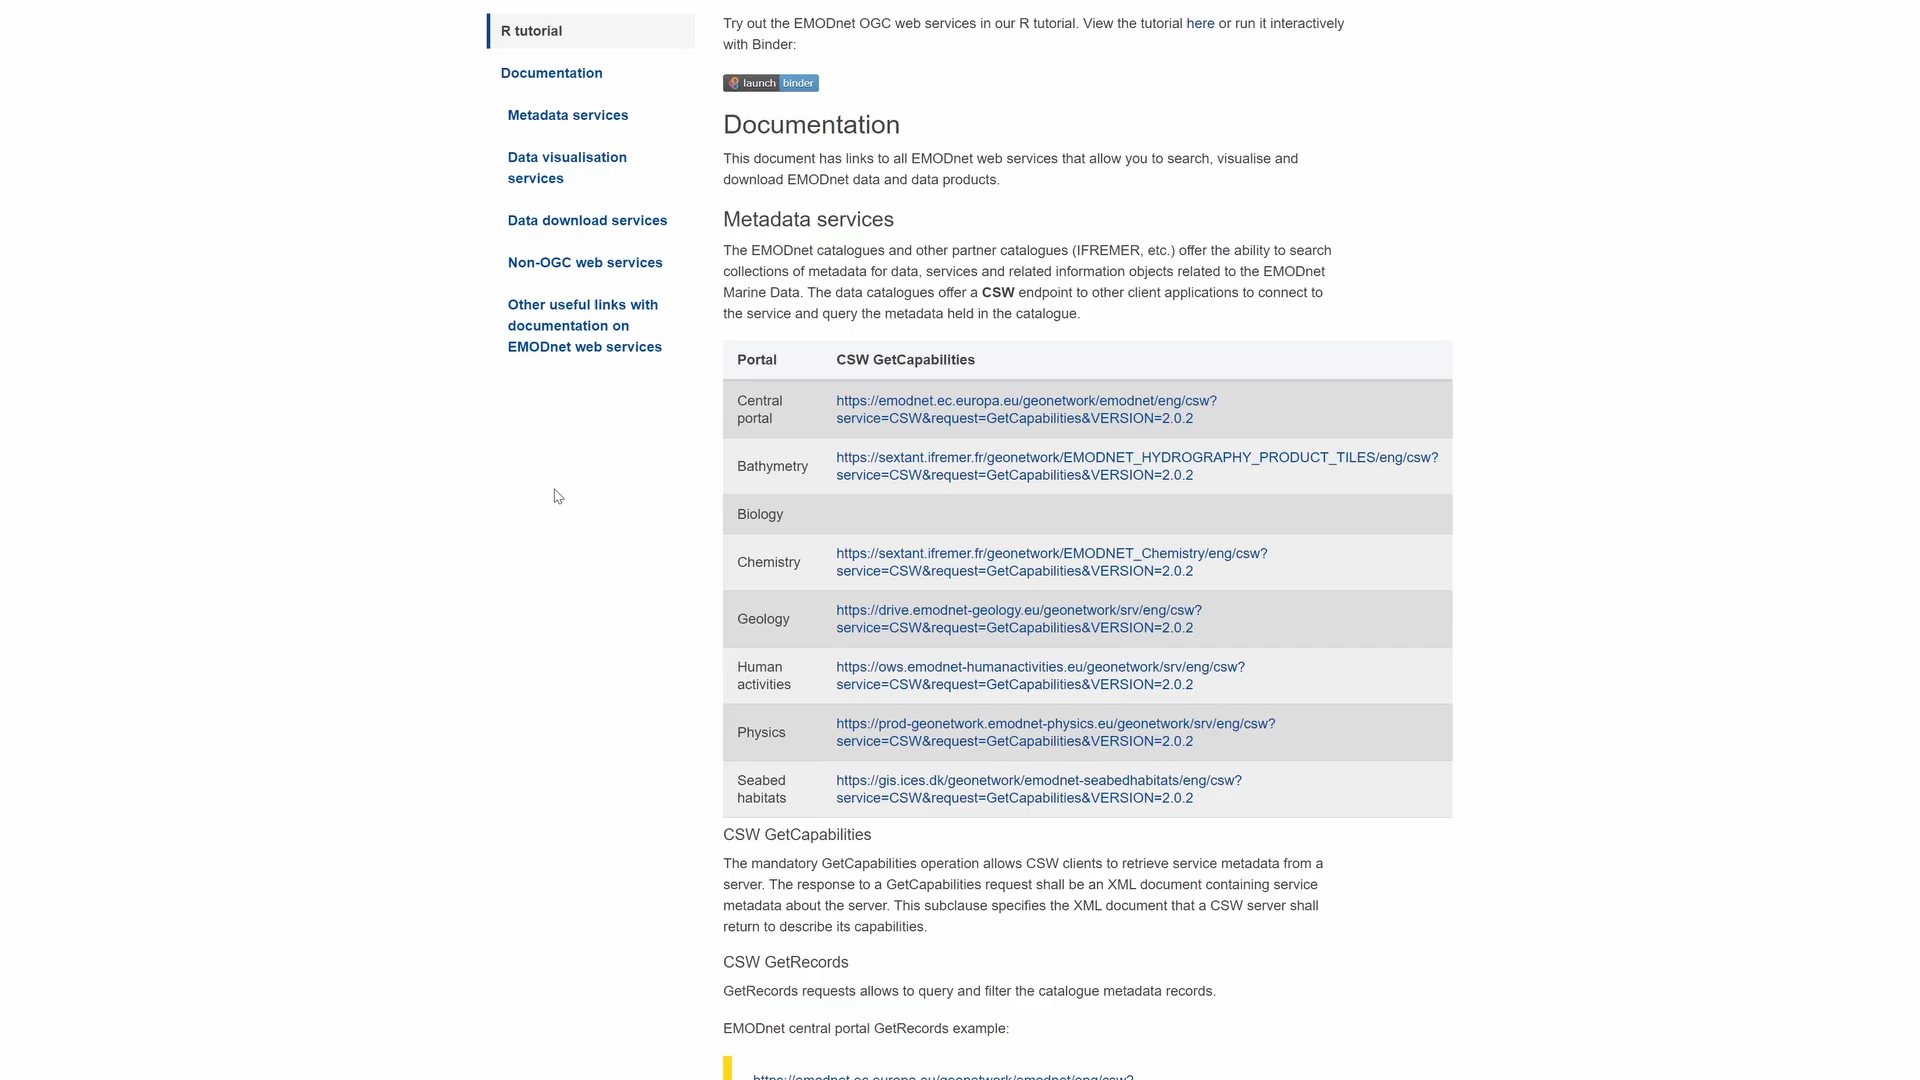 R tutorial
Documentation
Metadata services
Data visualisation
services
Data download services
Non-OGC web services
Other useful links with
documentation on
EMODnet web services
Try out the EMODnet OGC web services in our R tutorial. View the tutorial here or run it interactively
with Binder:
launch binder
Documentation
This document has links to all EMODnet web services that allow you to search, visualise and
download EMODnet data and data products.
Metadata services
The EMODnet catalogues and other partner catalogues (IFREMER, etc.) offer the ability to search
collections of metadata for data, services and related information objects related to the EMODnet
Marine Data. The data catalogues offer a CSW endpoint to other client applications to connect to
the service and query the metadata held in the catalogue.
Portal CSW GetCapabilities
Central
portal
https://emodnet.ec.europa.eu/geonetwork/emodnet/eng/csw?
service=CSW&request=GetCapabilities&VERSION=2.0.2
Bathymetry
https://sextant.ifremer.fr/geonetwork/EMODNET_HYDROGRAPHY_PRODUCT_TILES/eng/csw?
service=CSW&request=GetCapabilities&VERSION=2.0.2
Biology
Chemistry
https://sextant.ifremer.fr/geonetwork/EMODNET_Chemistry/eng/csw?
service=CSW&request=GetCapabilities&VERSION=2.0.2
Geology
https://drive.emodnet-geology.eu/geonetwork/srv/eng/csw?
service=CSW&request=GetCapabilities&VERSION=2.0.2
Human
activities
https://ows.emodnet-humanactivities.eu/geonetwork/srv/eng/csw?
service=CSW&request=GetCapabilities&VERSION=2.0.2
Physics
https://prod-geonetwork.emodnet-physics.eu/geonetwork/srv/eng/csw?
service=CSW&request=GetCapabilities&VERSION=2.0.2
Seabed
habitats
https://gis.ices.dk/geonetwork/emodnet-seabedhabitats/eng/csw?
service=CSW&request=GetCapabilities&VERSION=2.0.2
CSW GetCapabilities
The mandatory GetCapabilities operation allows CSW clients to retrieve service metadata from a
server. The response to a GetCapabilities request shall be an XML document containing service
metadata about the server. This subclause specifies the XML document that a CSW server shall
return to describe its capabilities.
CSW GetRecords
GetRecords requests allows to query and filter the catalogue metadata records.
EMODnet central portal GetRecords example:
https://emodnet.ec.europa.eu/geonetwork/emodnet/eng/csw?